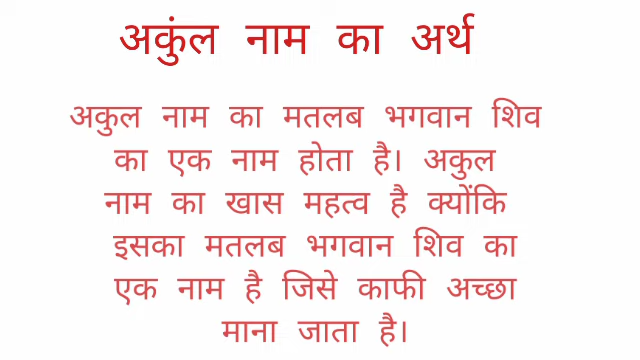 अकुंल नाम का अर्थ
अकुल नाम का मतलब भगवान शिव
का एक नाम होता है। अकुल
नाम का खास महत्व है क्योंकि
इसका मतलब भगवान शिव का
एक नाम है जिसे काफी अच्छा
माना जाता है।